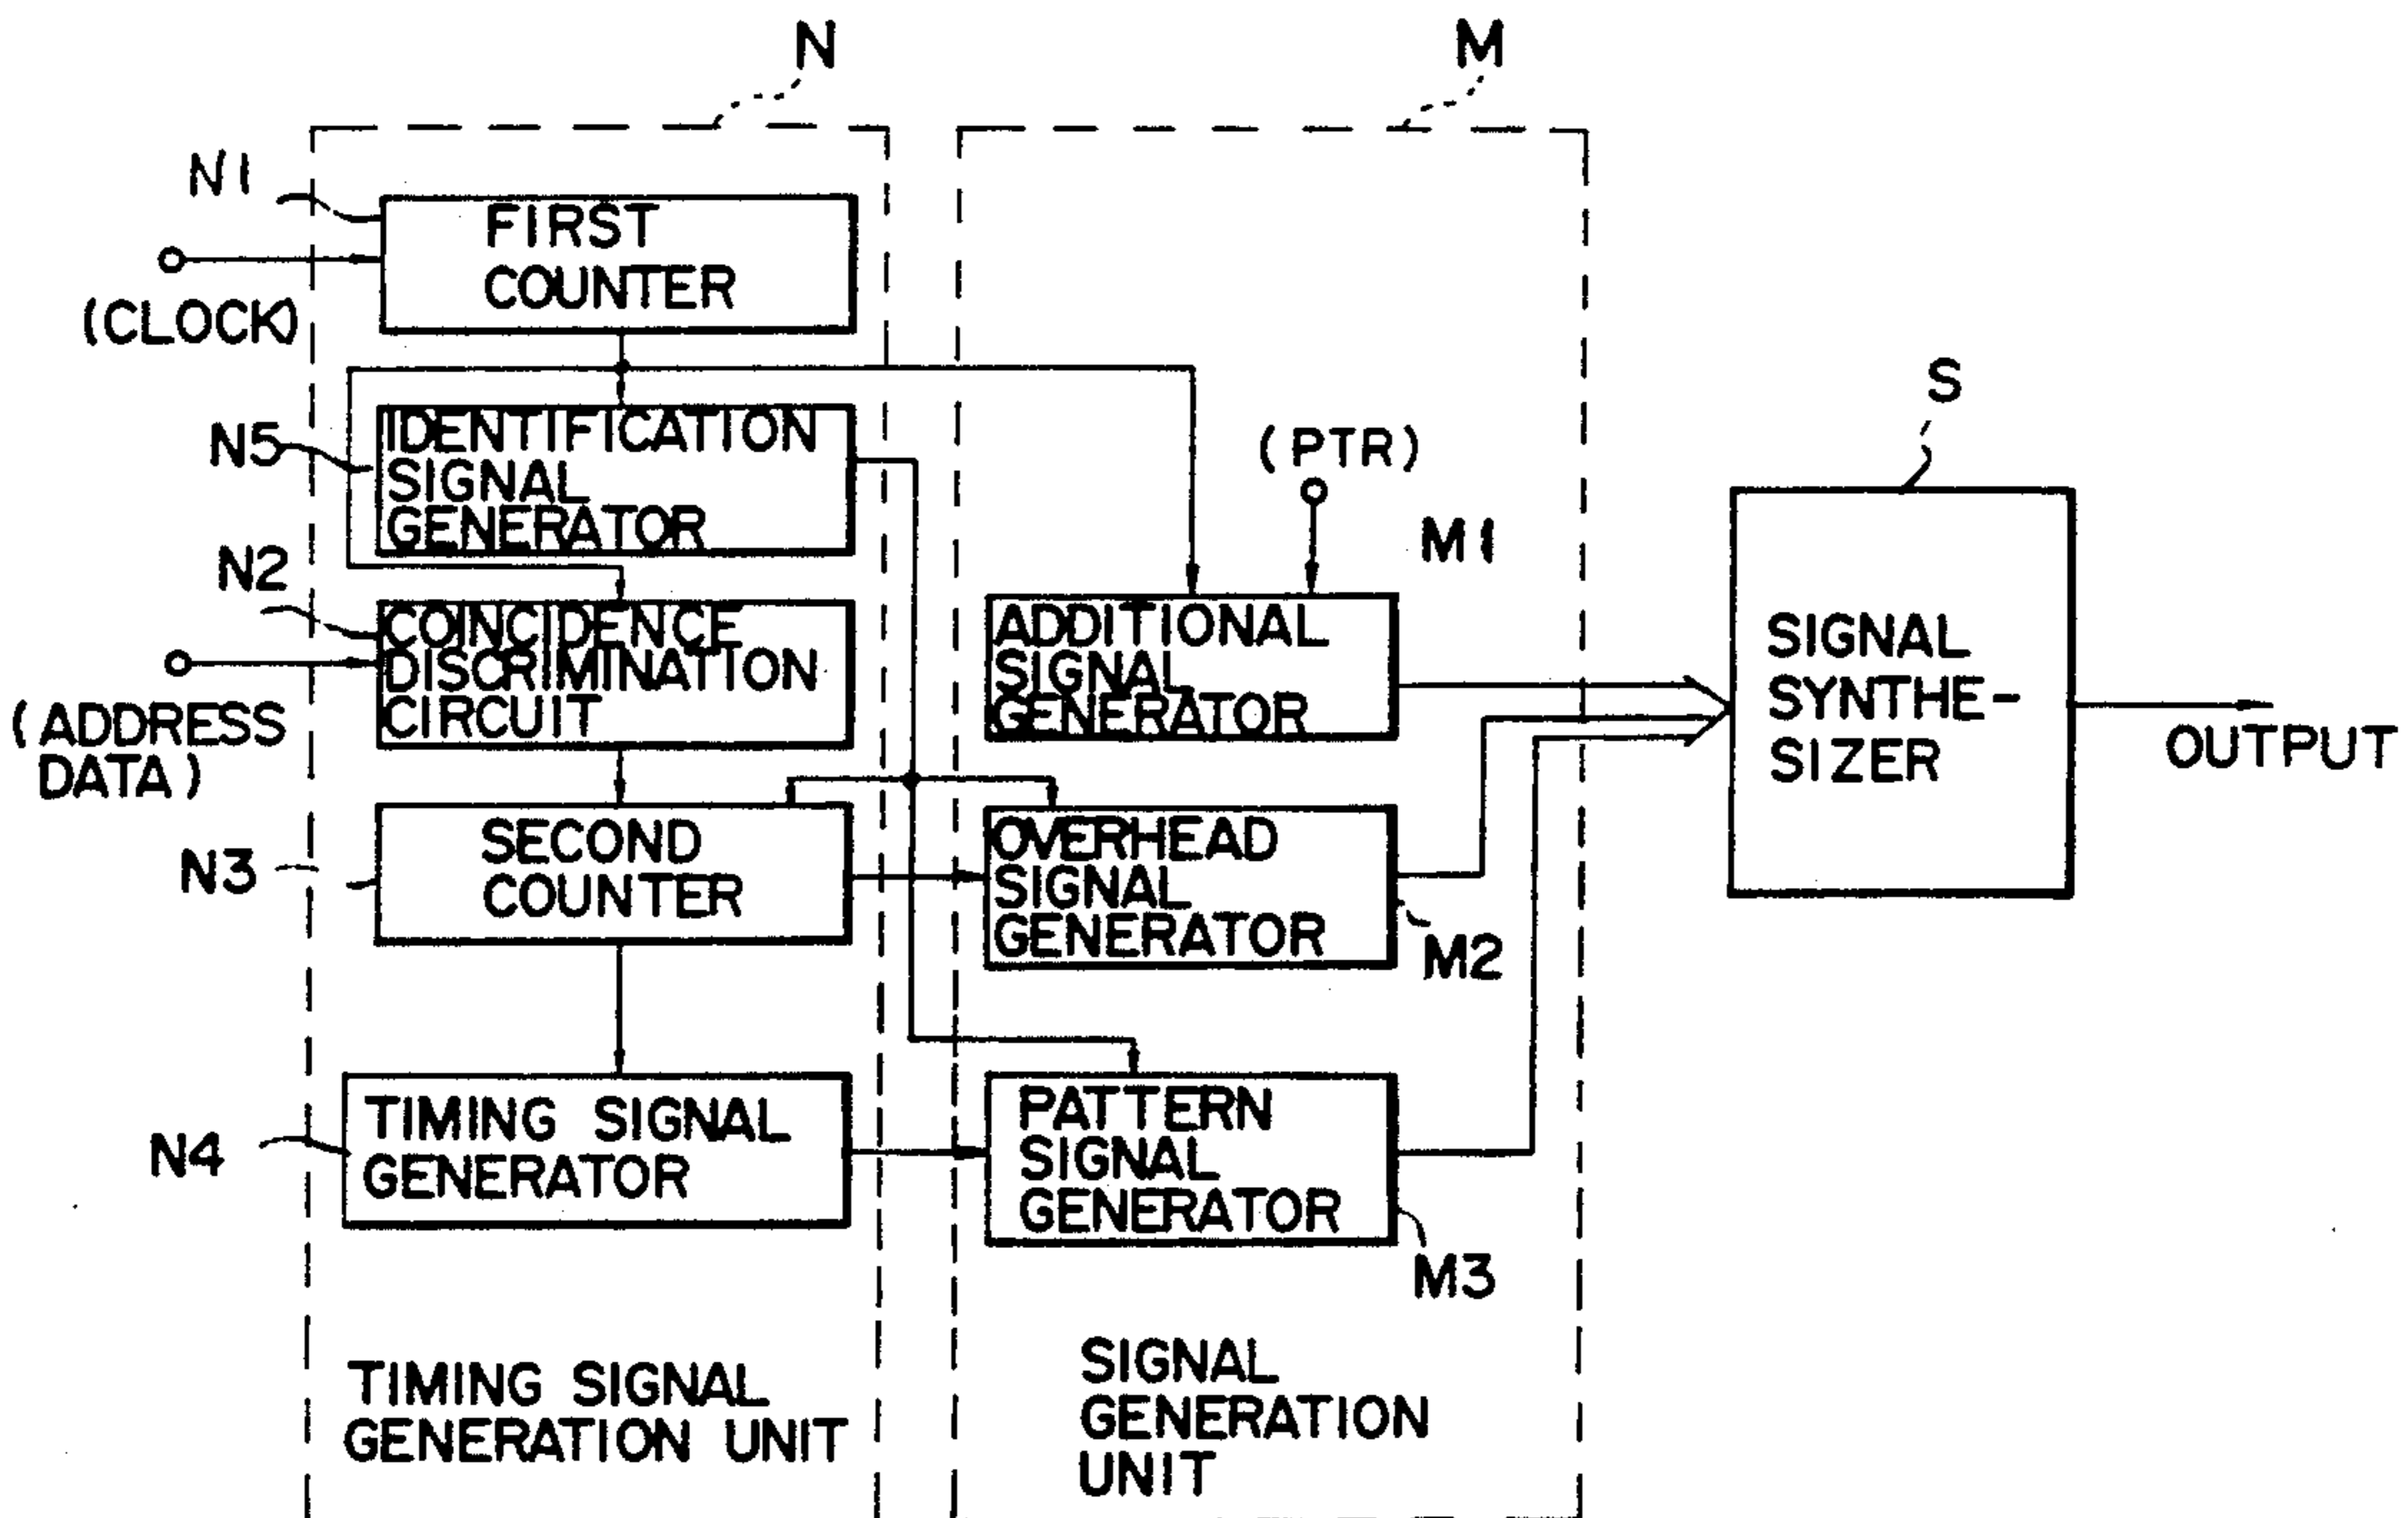 N
M
N1
FIRST
COUNTER
(CLOCK)
S
N5
IDENTIFICATION
SIGNAL
GENERATOR
(PTR)
M1
N2
COINCIDENCE
DISCRIMINATION
CIRCUIT
(ADDRESS
DATA)
ADDITIONAL
SIGNAL
GENERATOR
SIGNAL
SYNTHE-
SIZER
OUTPUT
N3
SECOND
COUNTER
OVERHEAD
SIGNAL
GENERATOR
M2
N4
TIMING SIGNAL
GENERATOR
PATTERN
SIGNAL
GENERATOR
M3
TIMING SIGNAL
GENERATION UNIT
SIGNAL
GENERATION
UNIT